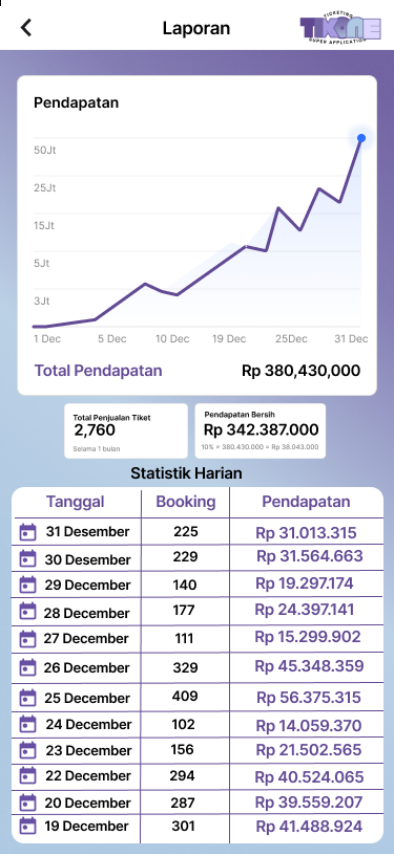 Laporan
TICKETING
TIKONE
SUPER APPLICATION
Pendapatan
50Jt
25Jt
15Jt
5Jt
3Jt
1 Dec 5 Dec 10 Dec 19 Dec 25Dec 31 Dec
Total Pendapatan Rp 380,430,000
Total Penjualan Tiket
2,760
Selama 1 bulan
Pendapatan Bersih
Rp 342.387.000
10% = 380.430.000 = Rp 38.043.000
Statistik Harian
Tanggal Booking Pendapatan
31 Desember 225 Rp 31.013.315
30 Desember 229 Rp 31.564.663
29 December 140 Rp 19.297.174
28 December 177 Rp 24.397.141
27 December 111 Rp 15.299.902
26 December 329 Rp 45.348.359
25 December 409 Rp 56.375.315
24 December 102 Rp 14.059.370
23 December 156 Rp 21.502.565
22 December 294 Rp 40.524.065
20 December 287 Rp 39.559.207
19 December 301 Rp 41.488.924